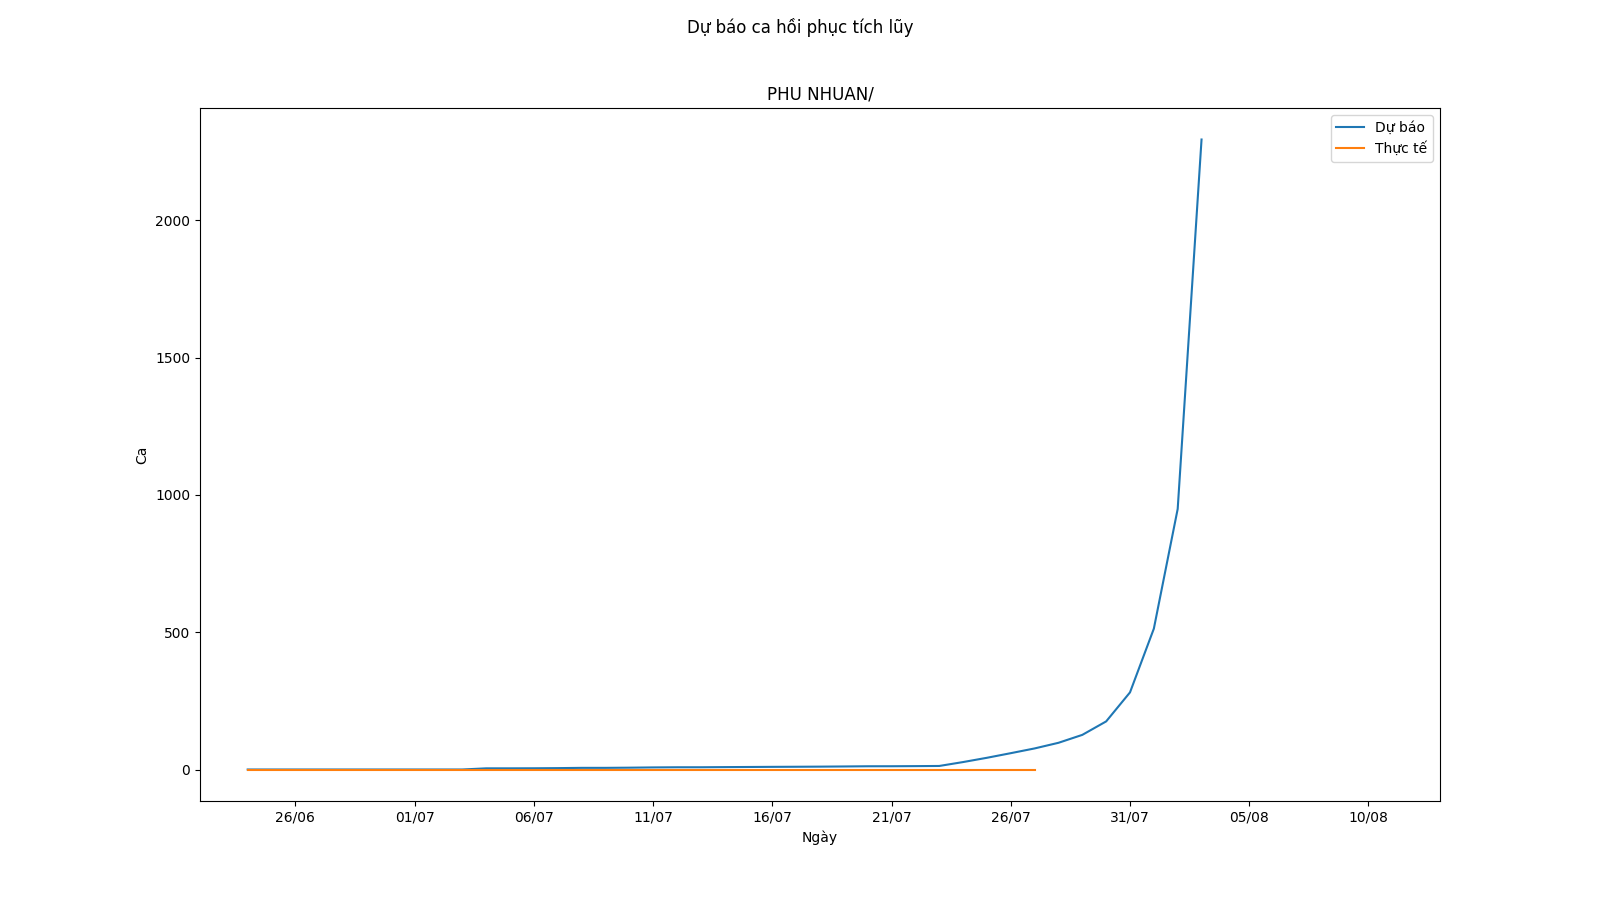 Dự báo ca hồi phục tích lũy
PHU NHUAN/
Dự báo
Thực tế
2000
1500
1000
500
0
Ca
26/06
01/07
06/07
11/07
16/07
21/07
26/07
31/07
05/08
10/08
Ngày